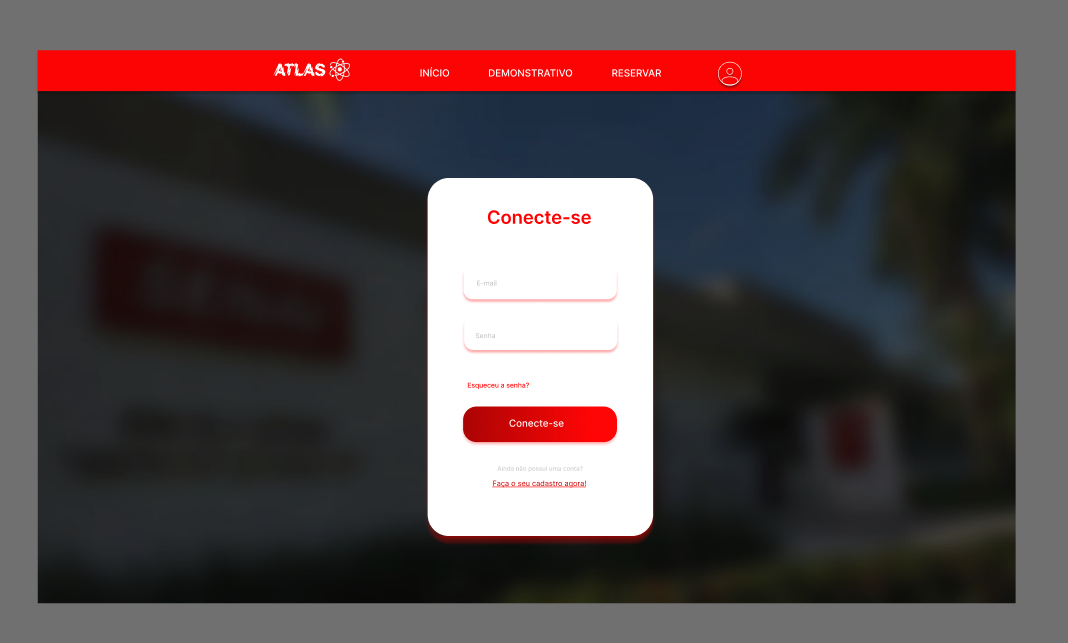 ATLAS
INÍCIO
DEMONSTRATIVO
RESERVAR
Conecte-se
E-mail
Senha
Esqueceu a senha?
Conecte-se
Ainda não possui uma conta?
Faça o seu cadastro agora!